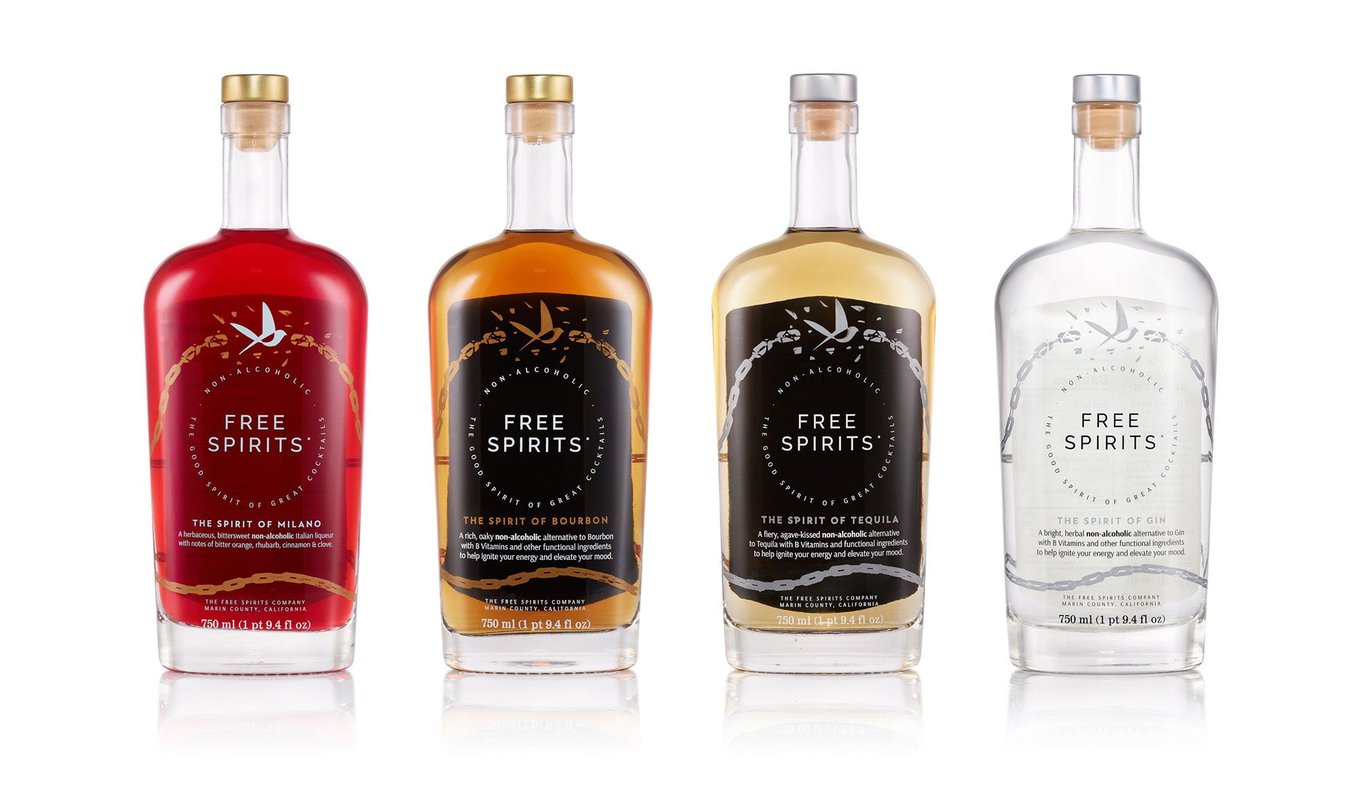 NON-ALCOHOLIC
FREE
SPIRITS
THE GOOD SPIRIT OF GREAT COCKTAILS
THE SPIRIT OF MILANO
A herbaceous, bittersweet non-alcoholic Italian liqueur
with notes of bitter orange, rhubarb, cinnamon & clove.
THE FREE SPIRITS COMPANY
MARIN COUNTY, CALIFORNIA
750 ml (1 pt 9.4 fl oz)
NON-ALCOHOLIC
FREE
SPIRITS
THE GOOD SPIRIT OF GREAT COCKTAILS
THE SPIRIT OF BOURBON
A rich, oaky non-alcoholic alternative to Bourbon
with B Vitamins and other functional ingredients
to help ignite your energy and elevate your mood.
THE FREE SPIRITS COMPANY
MARIN COUNTY, CALIFORNIA
750 ml (1 pt 9.4 fl oz)
NON-ALCOHOLIC
FREE
SPIRITS
THE GOOD SPIRIT OF GREAT COCKTAILS
THE SPIRIT OF TEQUILA
A fiery, agave-kissed non-alcoholic alternative
to Tequila with B Vitamins and functional ingredients
to help ignite your energy and elevate your mood.
THE FREE SPIRITS COMPANY
MARIN COUNTY, CALIFORNIA
750 ml (1 pt 9.4 fl oz)
NON-ALCOHOLIC
FREE
SPIRITS
THE GOOD SPIRIT OF GREAT COCKTAILS
THE SPIRIT OF GIN
A bright, herbal non-alcoholic alternative to Gin
with B Vitamins and other functional ingredients
to help ignite your energy and elevate your mood.
THE FREE SPIRITS COMPANY
MARIN COUNTY, CALIFORNIA
750 ml (1 pt 9.4 fl oz)